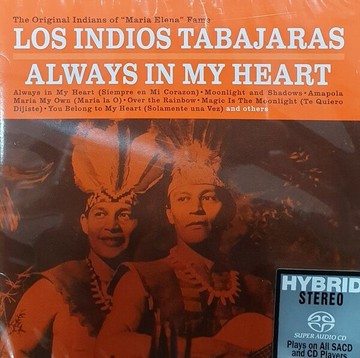 The Original Indians of "Maria Elena" Fame
LOS INDIOS TABAJARAS
ALWAYS IN MY HEART
Always in My Heart (Siempre en Mi Corazon) • Moonlight and Shadows • Amapola
Maria My Own (Maria la O) • Over the Rainbow • Magic Is The Moonlight (Te Quiero
Dijiste) • You Belong to My Heart (Solamente una Vez) and others
HYBRID
STEREO
SUPER AUDIO CD
Plays on All SACD
and CD Players